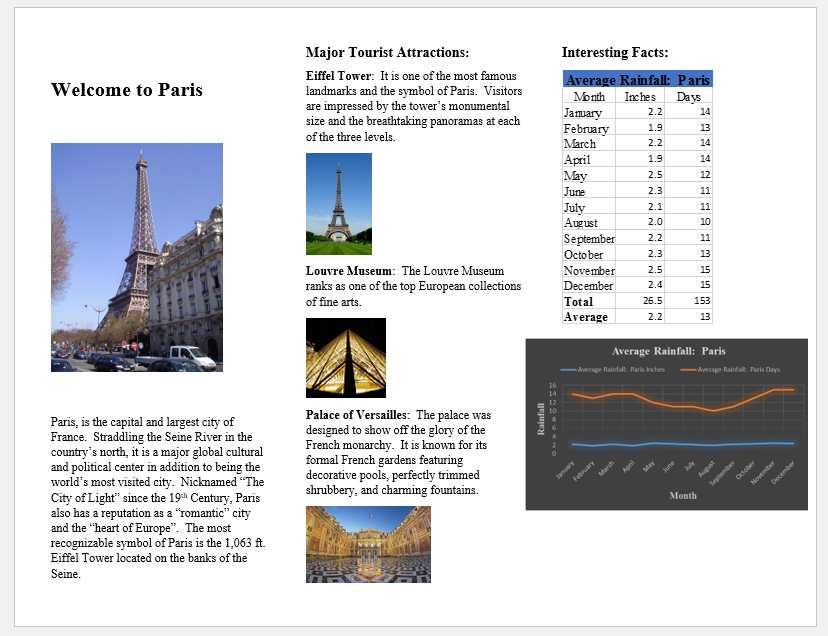 Welcome to Paris
Paris, is the capital and largest city of
France.  Straddling the Seine River in the
country’s north, it is a major global cultural
and political center in addition to being the
world’s most visited city.  Nicknamed “The
City of Light” since the 19th Century, Paris
also has a reputation as a “romantic” city
and the “heart of Europe”.  The most
recognizable symbol of Paris is the 1,063 ft.
Eiffel Tower located on the banks of the
Seine.
Major Tourist Attractions:
Eiffel Tower:  It is one of the most famous
landmarks and the symbol of Paris.  Visitors
are impressed by the tower’s monumental
size and the breathtaking panoramas at each
of the three levels.
Louvre Museum:  The Louvre Museum
ranks as one of the top European collections
of fine arts.
Palace of Versailles:  The palace was
designed to show off the glory of the
French monarchy.  It is known for its
formal French gardens featuring
decorative pools, perfectly trimmed
shrubbery, and charming fountains.
Interesting Facts:
Average Rainfall:  Paris
Month Inches Days
January 2.2 14
February 1.9 13
March 2.2 14
April 1.9 14
May 2.5 12
June 2.3 11
July 2.1 11
August 2.0 10
September 2.2 11
October 2.3 13
November 2.5 15
December 2.4 15
Total 26.5 153
Average 2.2 13
Average Rainfall:  Paris
Average Rainfall:  Paris Inches Average Rainfall:  Paris Days
Rainfall
16
14
12
10
8
6
4
2
0
January February March April May June July August September October November December
Month